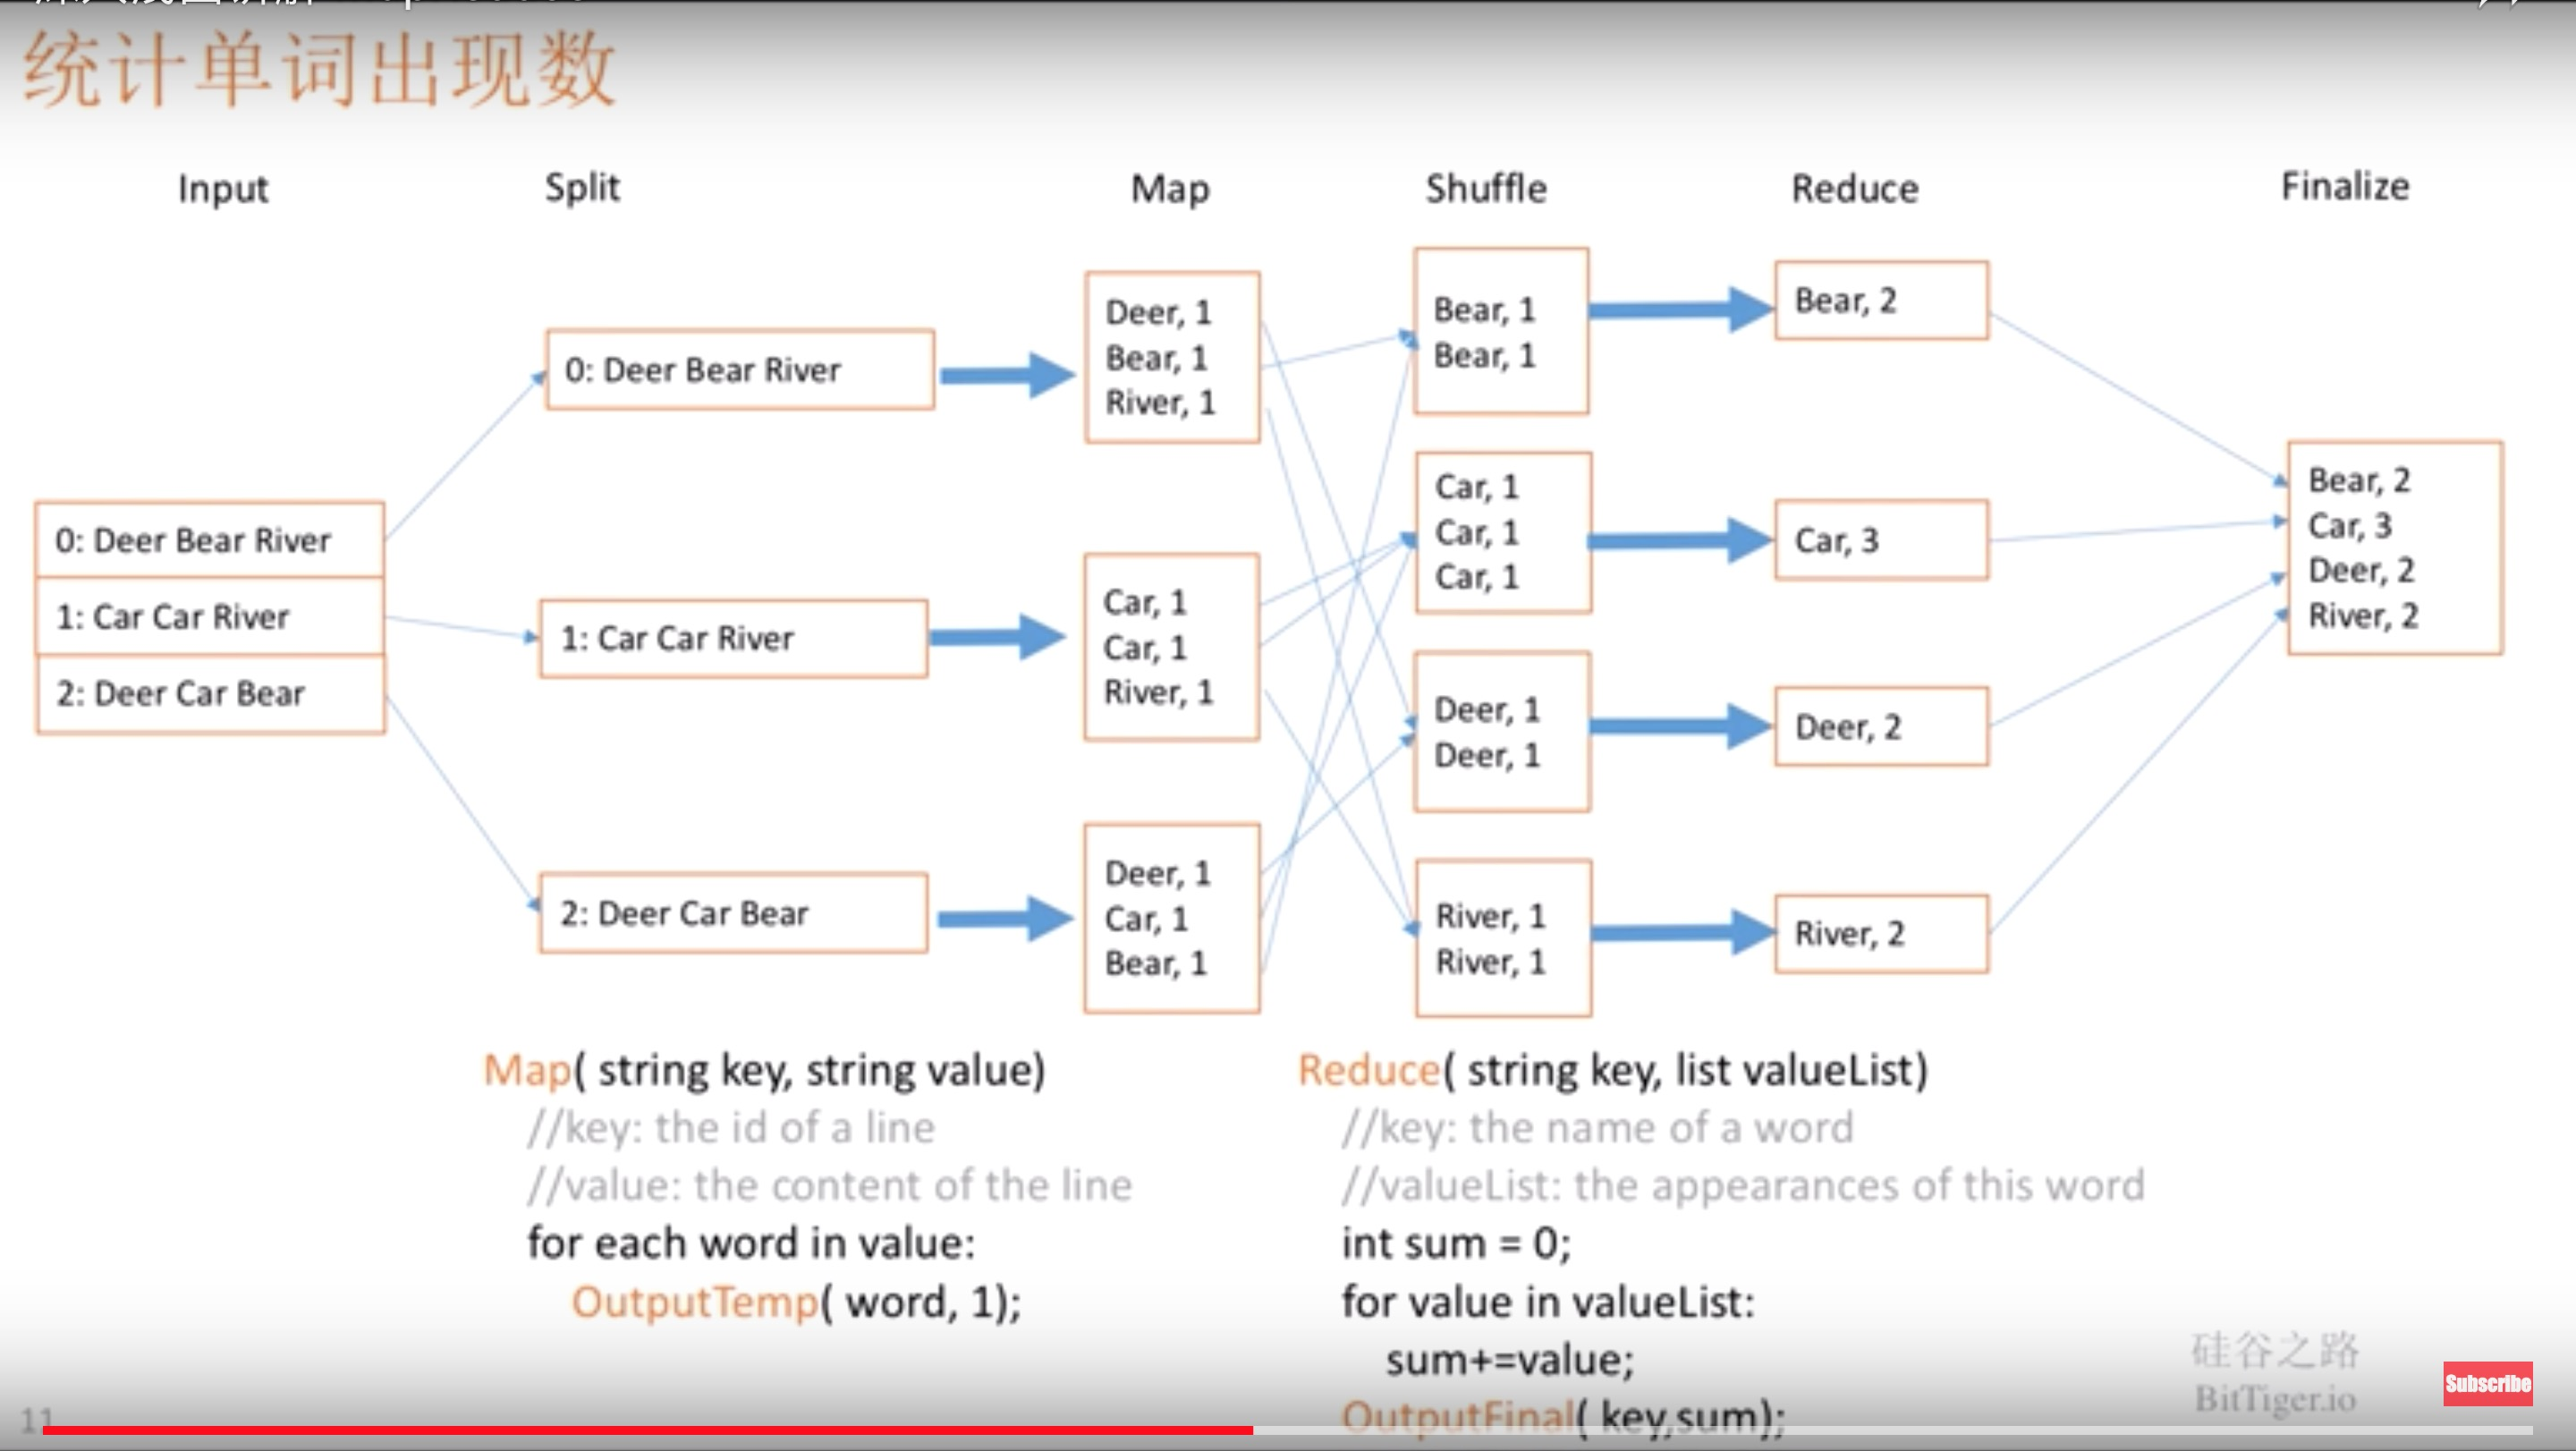 统计单词出现数
Input
Split
Map
Shuffle
Reduce
Finalize
0: Deer Bear River
1: Car Car River
2: Deer Car Bear
0: Deer Bear River
1: Car Car River
2: Deer Car Bear
Deer, 1
Bear, 1
River, 1
Car, 1
Car, 1
River, 1
Deer, 1
Car, 1
Bear, 1
Bear, 1
Bear, 1
Car, 1
Car, 1
Car, 1
Deer, 1
Deer, 1
River, 1
River, 1
Bear, 2
Car, 3
Deer, 2
River, 2
Bear, 2
Car, 3
Deer, 2
River, 2
Map( string key, string value)
//key: the id of a line
//value: the content of the line
for each word in value:
OutputTemp( word, 1);
Reduce( string key, list valueList)
//key: the name of a word
//valueList: the appearances of this word
int sum = 0;
for value in valueList:
sum+=value;
OutputFinal( key,sum);
硅谷之路
BitTiger.io
Subscribe
11